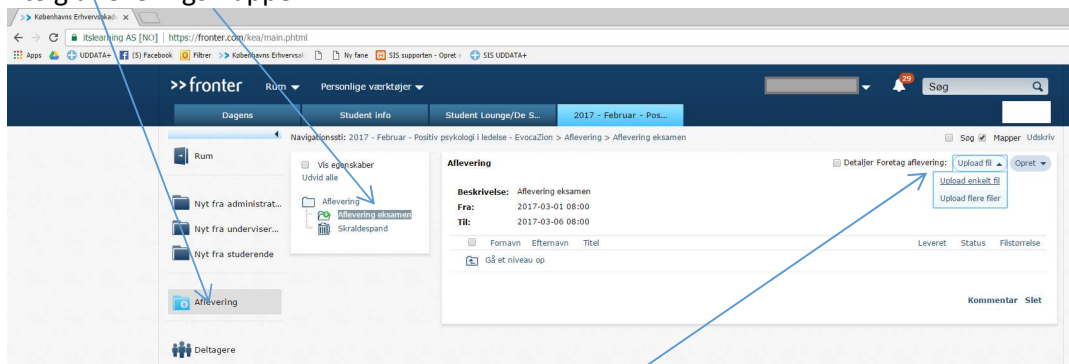 >> Københavns Erhvervsakad x
itslearning AS [NO] | https://fronter.com/kea/main.phtml
Apps UDDATA+ (5) Facebook Filtrer >> Københavns Erhvervsa Ny fane SIS supporten - Opret e SIS UDDATA+
>> fronter Rum Personlige værktøjer 29 Søg
Dagens Student info Student Lounge/De S... 2017 - Februar - Pos...
Navigationssti: 2017 - Februar - Positiv psykologi i ledelse - EvocaZion > Aflevering > Aflevering eksamen Søg Mapper Udskriv
Rum
Nyt fra administrat...
Nyt fra underviser...
Nyt fra studerende
Aflevering
Deltagere
Vis egenskaber
Udvid alle
Aflevering
Aflevering eksamen
Skraldespand
Aflevering Detaljer Foretag aflevering: Upload fil Opret
Upload enkelt fil
Upload flere filer
Beskrivelse: Aflevering eksamen
Fra: 2017-03-01 08:00
Til: 2017-03-06 08:00
Fornavn Efternavn Titel Leveret Status Filstørrelse
Gå et niveau op
Kommentar Slet